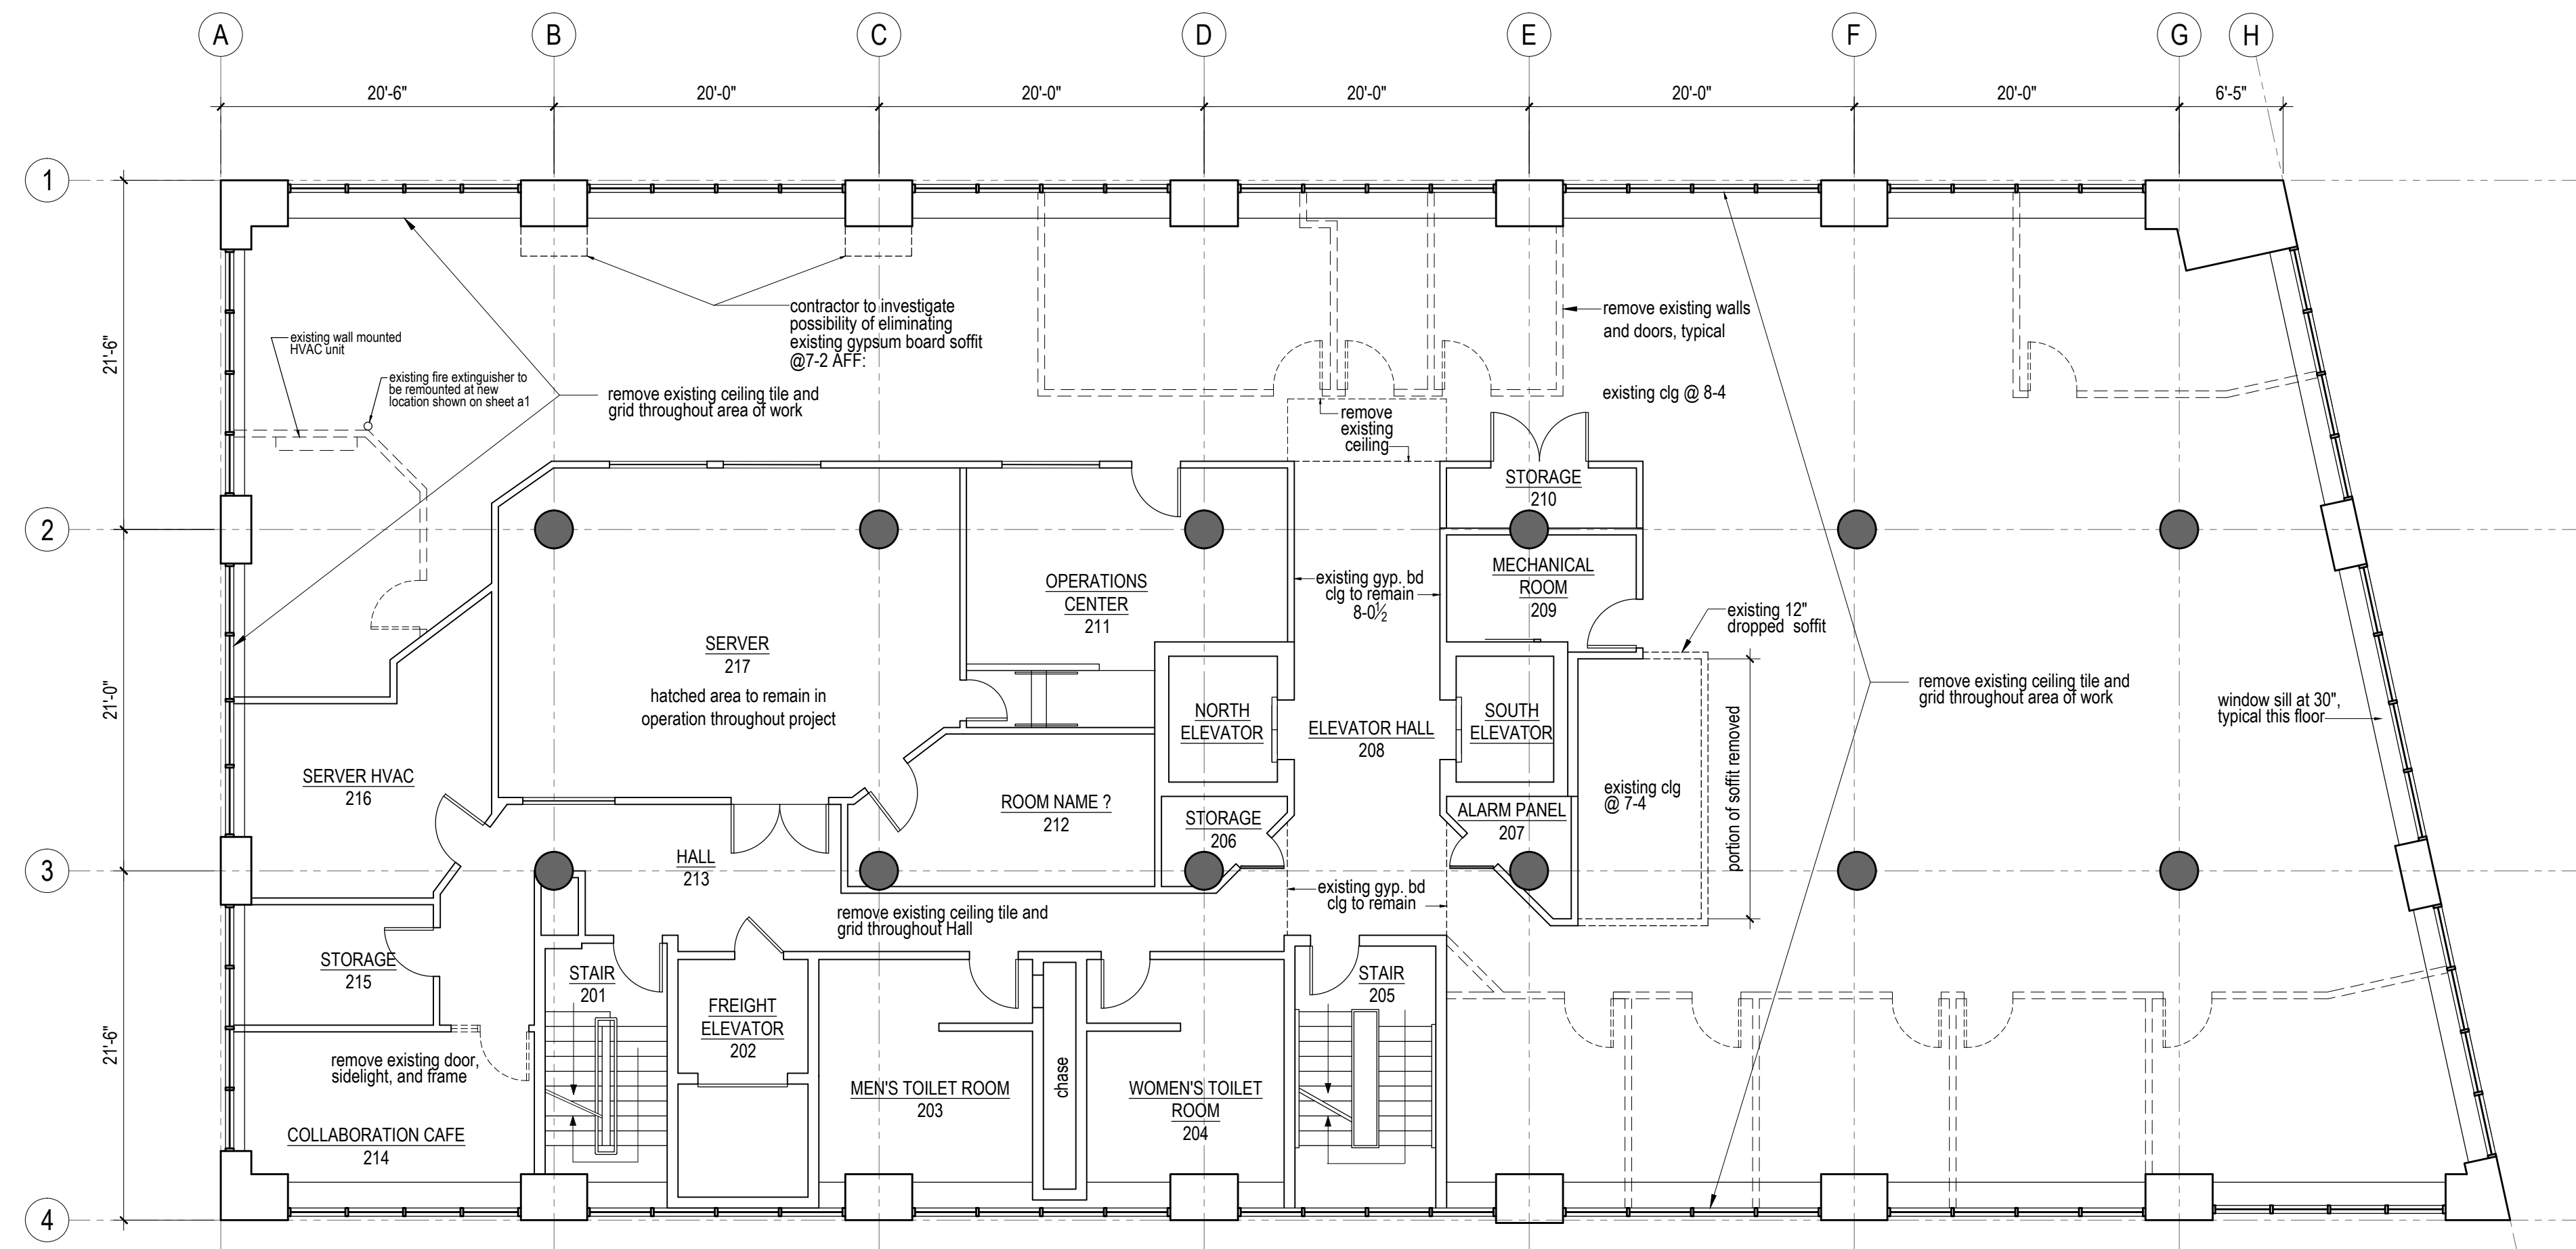 A
B
C
D
E
F
G
H
20'-6"
20'-0"
20'-0"
20'-0"
20'-0"
20'-0"
6'-5"
1
2
3
4
21'-6"
21'-0"
21'-6"
contractor to investigate
possibility of eliminating
existing gypsum board soffit
@7-2 AFF:
remove existing walls
and doors, typical
existing wall mounted
HVAC unit
existing fire extinguisher to
be remounted at new
location shown on sheet a1
remove existing ceiling tile and
grid throughout area of work
existing clg @ 8-4
remove
existing
ceiling
STORAGE
210
OPERATIONS
CENTER
211
existing gyp. bd
clg to remain
8-0½
MECHANICAL
ROOM
209
existing 12"
dropped soffit
SERVER
217
hatched area to remain in
operation throughout project
NORTH
ELEVATOR
ELEVATOR HALL
208
SOUTH
ELEVATOR
remove existing ceiling tile and
grid throughout area of work
window sill at 30",
typical this floor
portion of soffit removed
existing clg
@ 7-4
SERVER HVAC
216
ROOM NAME ?
212
STORAGE
206
ALARM PANEL
207
HALL
213
existing gyp. bd
clg to remain
remove existing ceiling tile and
grid throughout Hall
STORAGE
215
STAIR
201
FREIGHT
ELEVATOR
202
STAIR
205
remove existing door,
sidelight, and frame
MEN'S TOILET ROOM
203
chase
WOMEN'S TOILET
ROOM
204
COLLABORATION CAFE
214